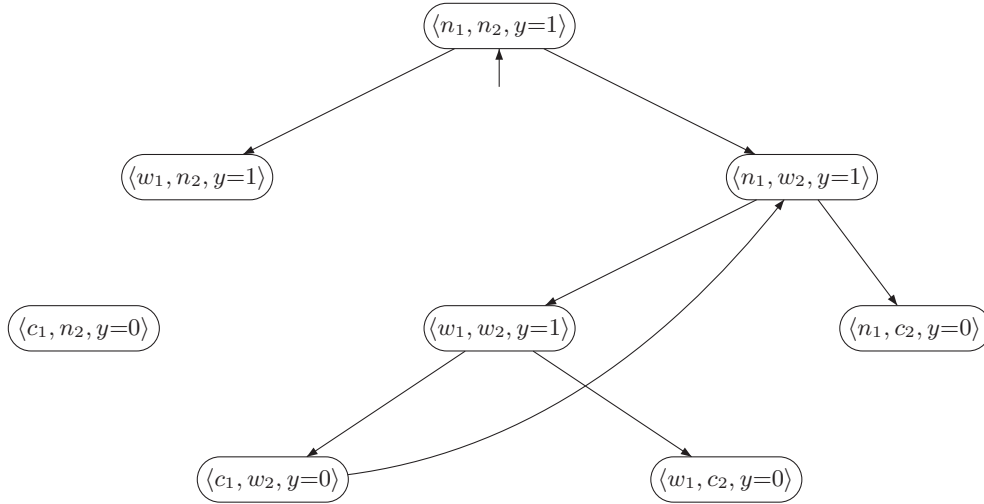 ⟨n₁, n₂, y=1⟩
⟨w₁, n₂, y=1⟩
⟨n₁, w₂, y=1⟩
⟨c₁, n₂, y=0⟩
⟨w₁, w₂, y=1⟩
⟨n₁, c₂, y=0⟩
⟨c₁, w₂, y=0⟩
⟨w₁, c₂, y=0⟩